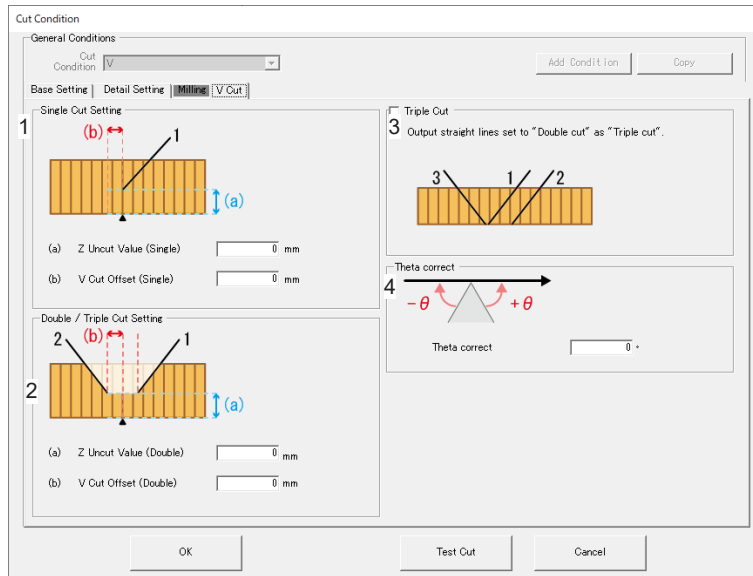 Cut Condition
General Conditions
Cut Condition
V
Add Condition
Copy
Base Setting
Detail Setting
Milling
V Cut
1
Single Cut Setting
(b)
1
(a)
(a) Z Uncut Value (Single) 0 mm
(b) V Cut Offset (Single) 0 mm
2
Double / Triple Cut Setting
2
(b)
1
(a)
(a) Z Uncut Value (Double) 0 mm
(b) V Cut Offset (Double) 0 mm
3
Triple Cut
Output straight lines set to "Double cut" as "Triple cut".
3
1
2
4
Theta correct
-θ
+θ
Theta correct 0 °
OK
Test Cut
Cancel